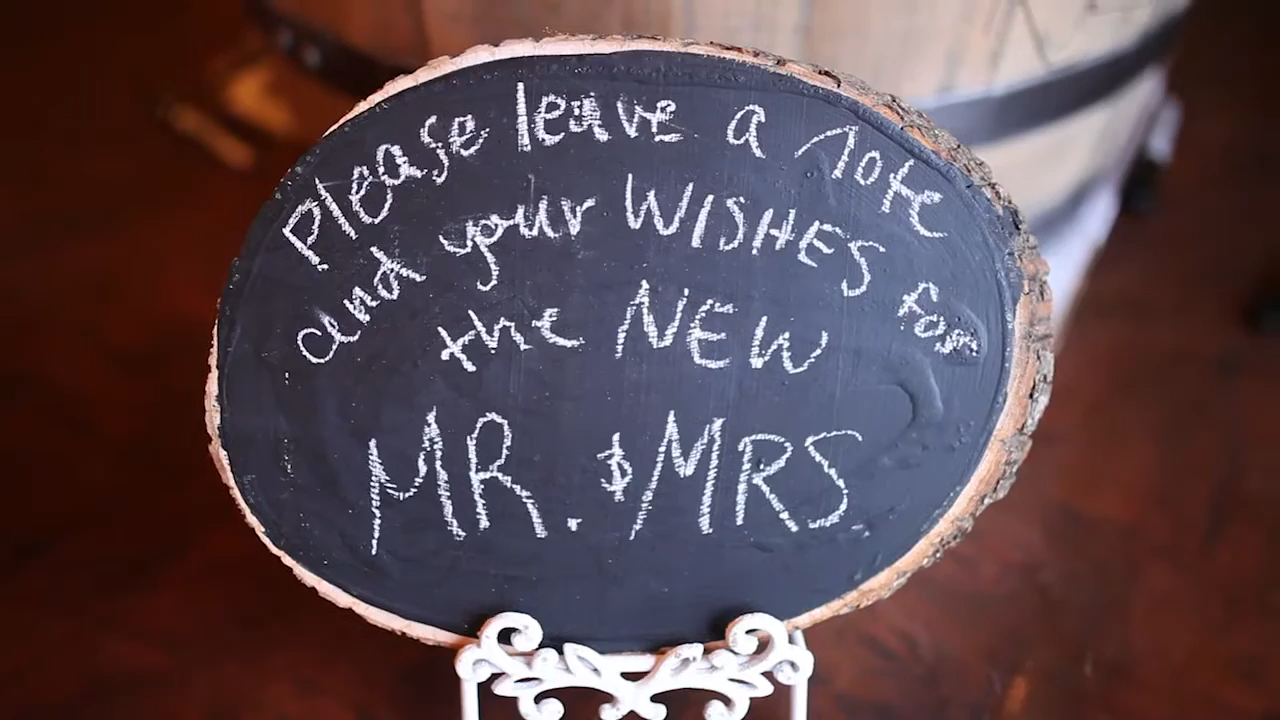 Please leave a note
and your WISHES for
the NEW
MR. & MRS.